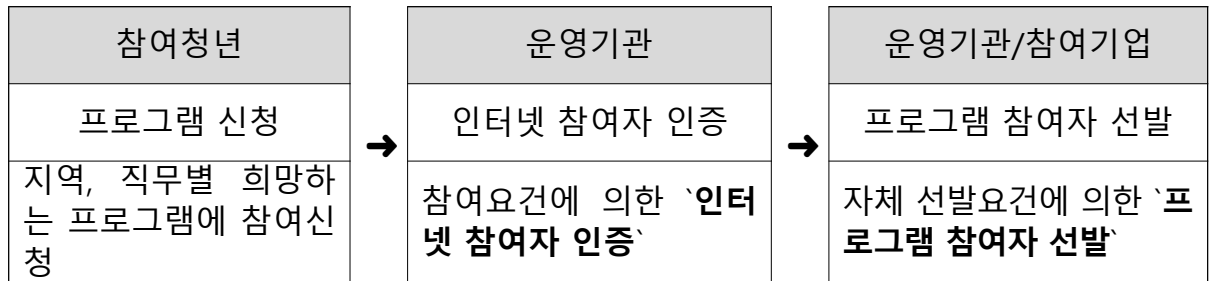 참여청년
프로그램 신청
지역, 직무별 희망하
는 프로그램에 참여신
청
➜
운영기관
인터넷 참여자 인증
참여요건에 의한 `인터
넷 참여자 인증`
➜
운영기관/참여기업
프로그램 참여자 선발
자체 선발요건에 의한 `프
로그램 참여자 선발`